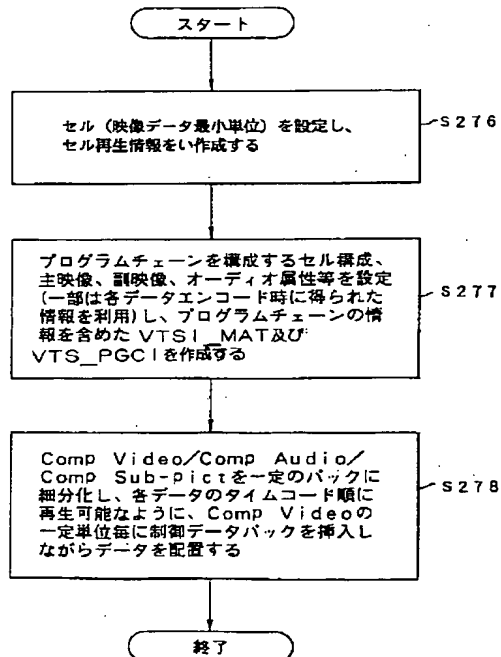 スタート
セル（映像データ最小単位）を設定し、
セル再生情報をい作成する
S276
プログラムチェーンを構成するセル構成、
主映像、副映像、オーディオ属性等を設定
(一部は各データエンコード時に得られた
情報を利用)し、プログラムチェーンの情
報を含めた VTSI_MAT及び
VTS_PGCIを作成する
S277
Comp Video/Comp Audio/
Comp Sub-pictを一定のパックに
細分化し、各データのタイムコード順に
再生可能なように、Comp Videoの
一定単位毎に制御データパックを挿入し
ながらデータを配置する
S278
終了